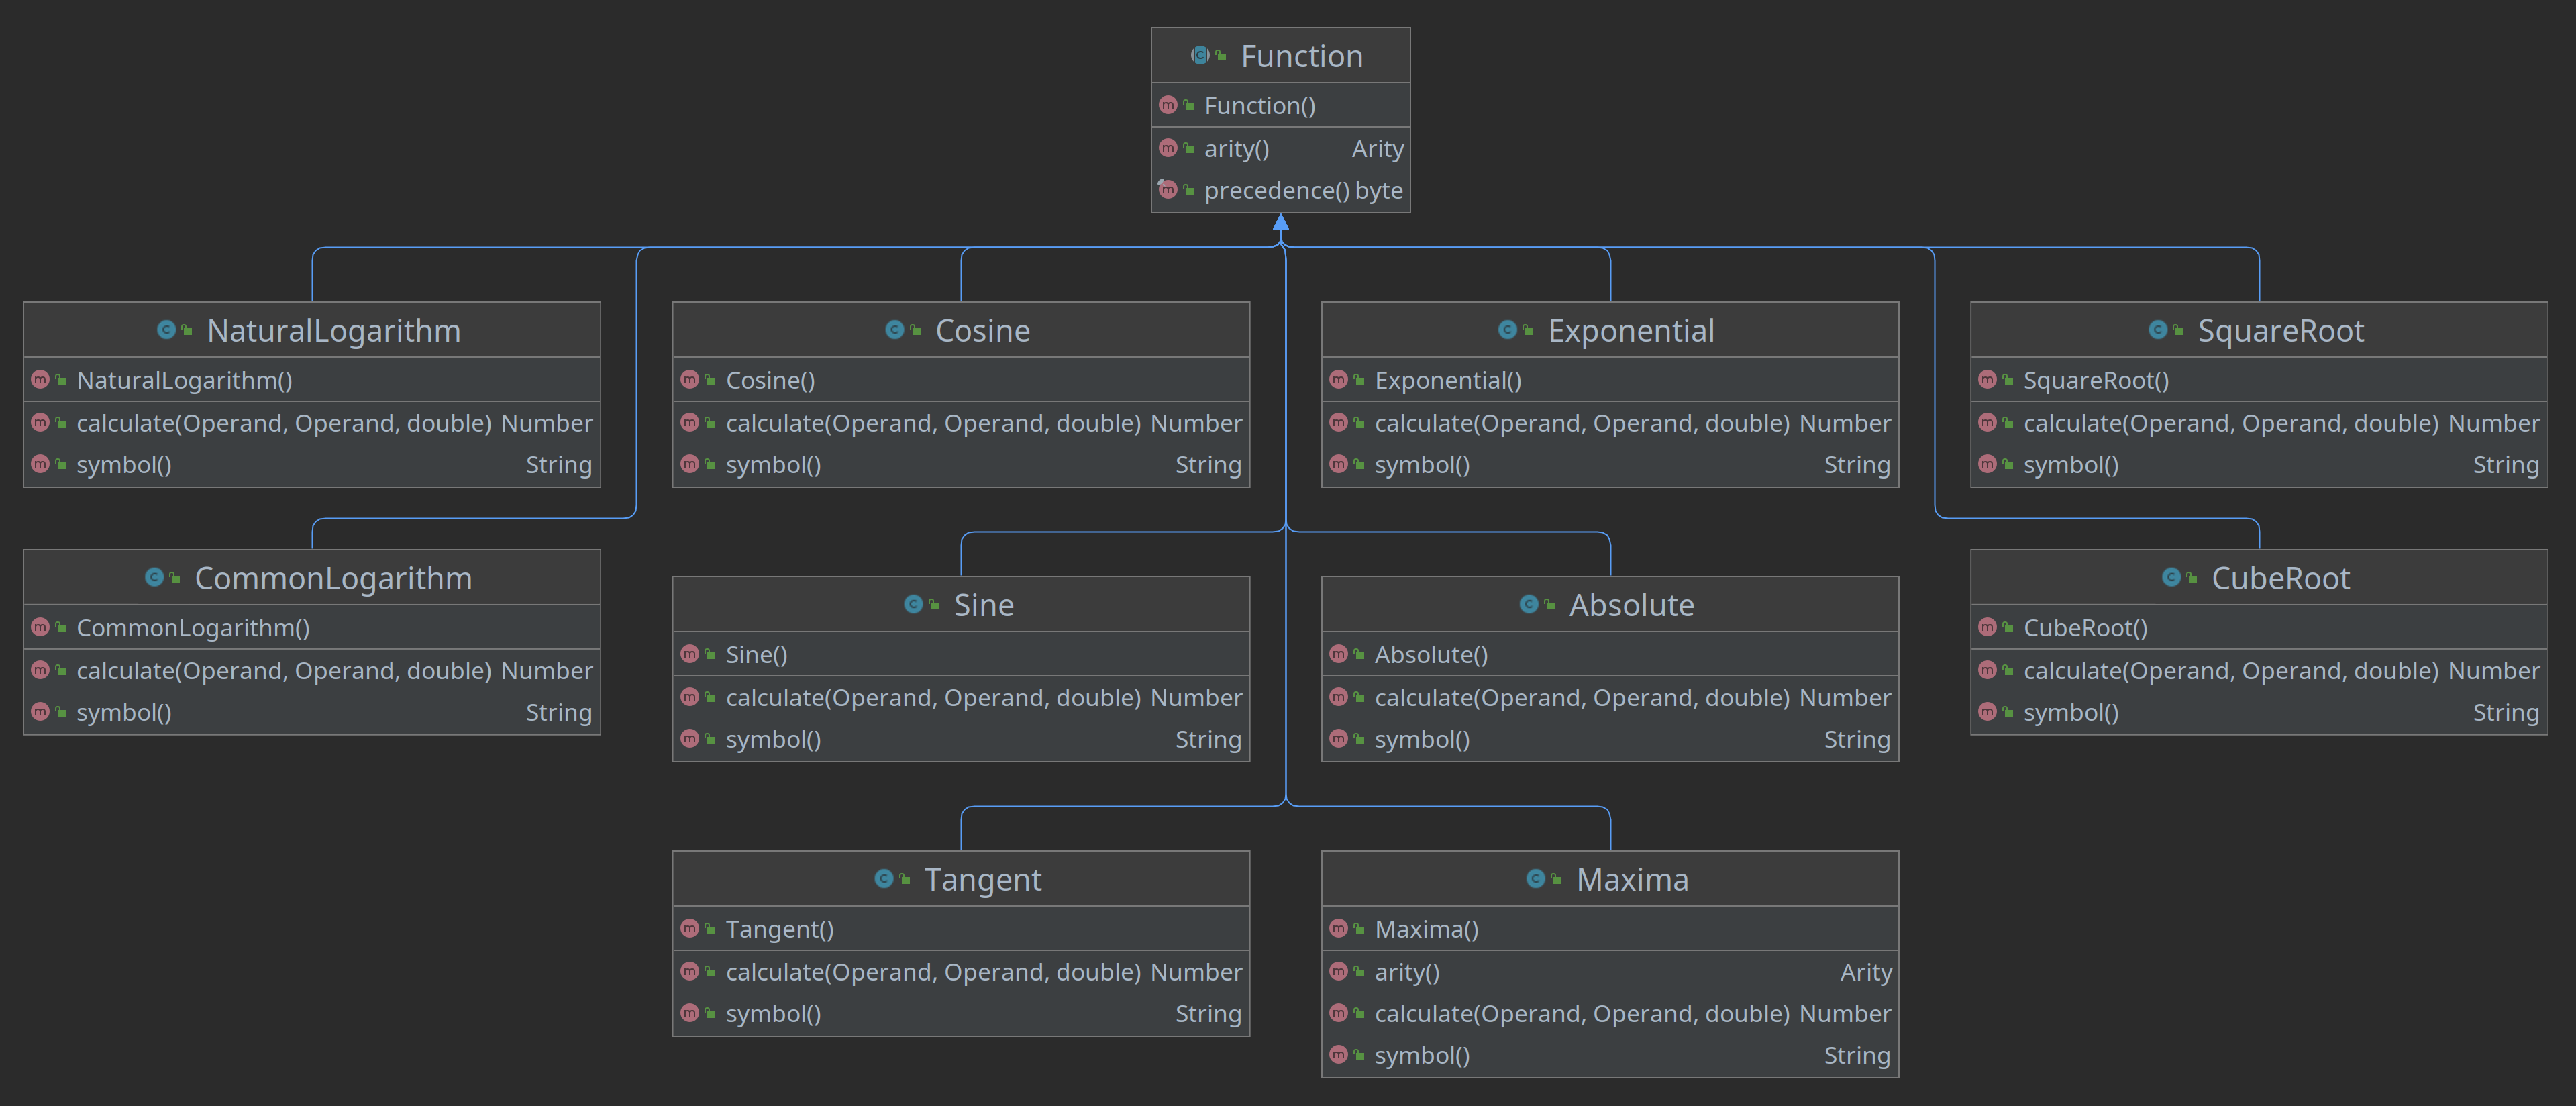 Function
Function()
arity() Arity
precedence() byte
NaturalLogarithm
NaturalLogarithm()
calculate(Operand, Operand, double) Number
symbol() String
Cosine
Cosine()
calculate(Operand, Operand, double) Number
symbol() String
Exponential
Exponential()
calculate(Operand, Operand, double) Number
symbol() String
SquareRoot
SquareRoot()
calculate(Operand, Operand, double) Number
symbol() String
CommonLogarithm
CommonLogarithm()
calculate(Operand, Operand, double) Number
symbol() String
Sine
Sine()
calculate(Operand, Operand, double) Number
symbol() String
Absolute
Absolute()
calculate(Operand, Operand, double) Number
symbol() String
CubeRoot
CubeRoot()
calculate(Operand, Operand, double) Number
symbol() String
Tangent
Tangent()
calculate(Operand, Operand, double) Number
symbol() String
Maxima
Maxima()
arity() Arity
calculate(Operand, Operand, double) Number
symbol() String